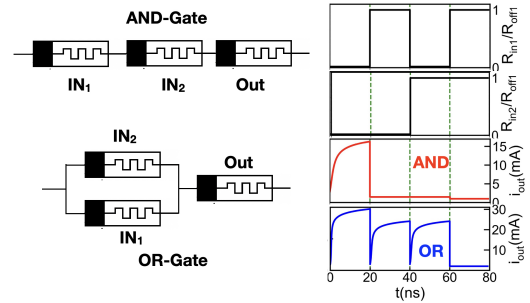 AND-Gate
IN₁ IN₂ Out
IN₂
Out
IN₁
OR-Gate
1
0
R_in1/R_off1
1
0
R_in2/R_off1
15
10
5
0
AND
i_out(mA)
30
20
10
OR
i_out(mA)
0 20 40 60 80
t(ns)